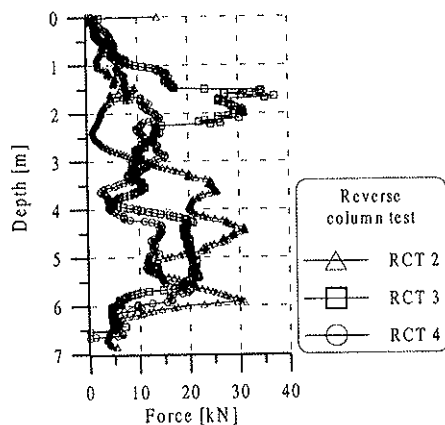 0
1
2
3
4
5
6
7
Depth [m]
0 10 20 30 40
Force [kN]
Reverse
column test
RCT 2
RCT 3
RCT 4